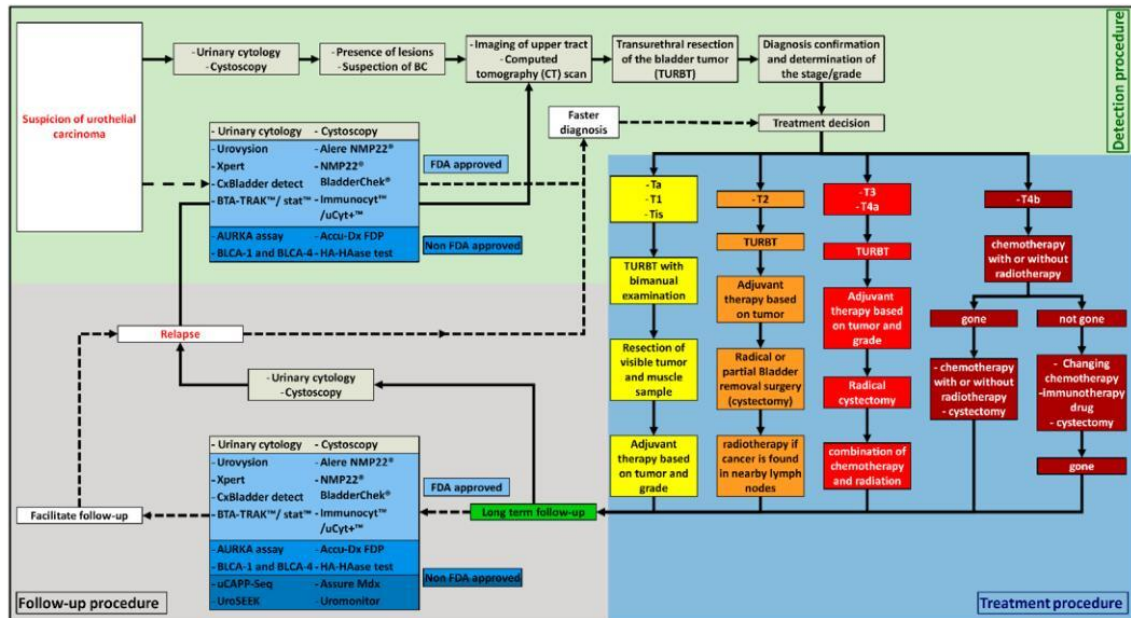 Suspicion of urothelial
carcinoma
- Urinary cytology
- Cystoscopy
- Presence of lesions
- Suspection of BC
- Imaging of upper tract
- Computed
tomography (CT) scan
Transurethral resection
of the bladder tumor
(TURBT)
Diagnosis confirmation
and determination of
the stage/grade
Detection procedure
Faster
diagnosis
Treatment decision
- Urinary cytology - Cystoscopy
- Urovysion - Alere NMP22®
- Xpert - NMP22®
- CxBladder detect BladderChek®
- BTA-TRAK™/ stat™ - Immunocyt™
/uCyt+™
- AURKA assay - Accu-Dx FDP
- BLCA-1 and BLCA-4 - HA-HAase test
FDA approved
Non FDA approved
-Ta
-T1
-Tis
TURBT with
bimanual
examination
Resection of
visible tumor
and muscle
sample
Adjuvant therapy
based on tumor and
grade
-T2
TURBT
Adjuvant
therapy based
on tumor
Radical or
partial Bladder
removal surgery
(cystectomy)
radiotherapy if
cancer is found in
nearby lymph
nodes
-T3
-T4a
TURBT
Adjuvant
therapy based
on tumor and
grade
Radical
cystectomy
combination of
chemotherapy
and radiation
-T4b
chemotherapy
with or without
radiotherapy
gone
- chemotherapy
with or without
radiotherapy
- cystectomy
not gone
- Changing
chemotherapy
-immunotherapy
drug
- cystectomy
gone
Relapse
- Urinary cytology
- Cystoscopy
- Urinary cytology - Cystoscopy
- Urovysion - Alere NMP22®
- Xpert - NMP22®
- CxBladder detect BladderChek®
- BTA-TRAK™/ stat™ - Immunocyt™
/uCyt+™
- AURKA assay - Accu-Dx FDP
- BLCA-1 and BLCA-4 - HA-HAase test
- uCAPP-Seq - Assure Mdx
- UroSEEK - Uromonitor
FDA approved
Non FDA approved
Facilitate follow-up
Long term follow-up
Follow-up procedure
Treatment procedure